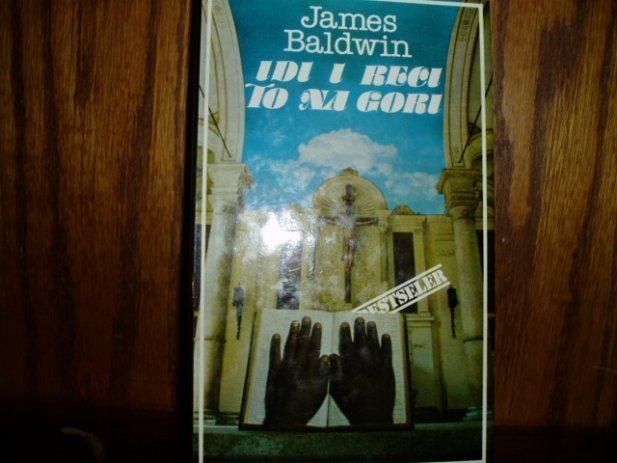 James
Baldwin
IDI I RECI
TO NA GORI
BESTSELER